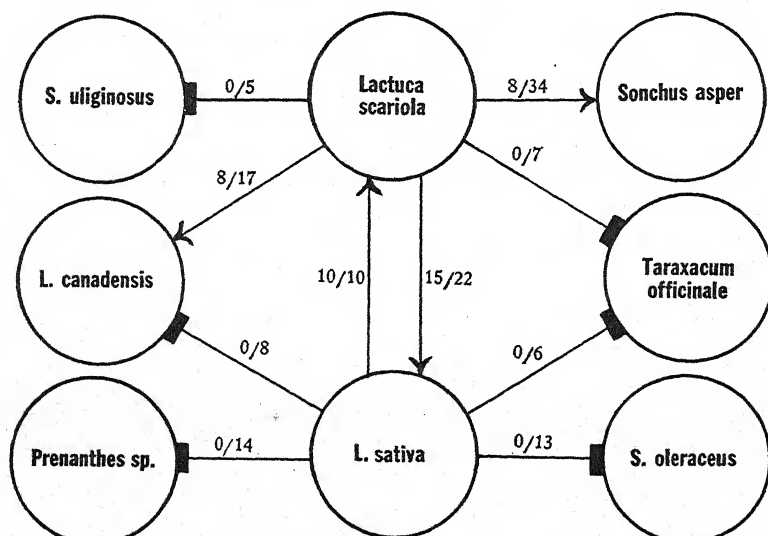 S. uliginosus
0/5
Lactuca
scariola
8/34
Sonchus asper
8/17
0/7
L. canadensis
10/10
15/22
Taraxacum
officinale
0/8
0/6
Prenanthes sp.
0/14
L. sativa
0/13
S. oleraceus